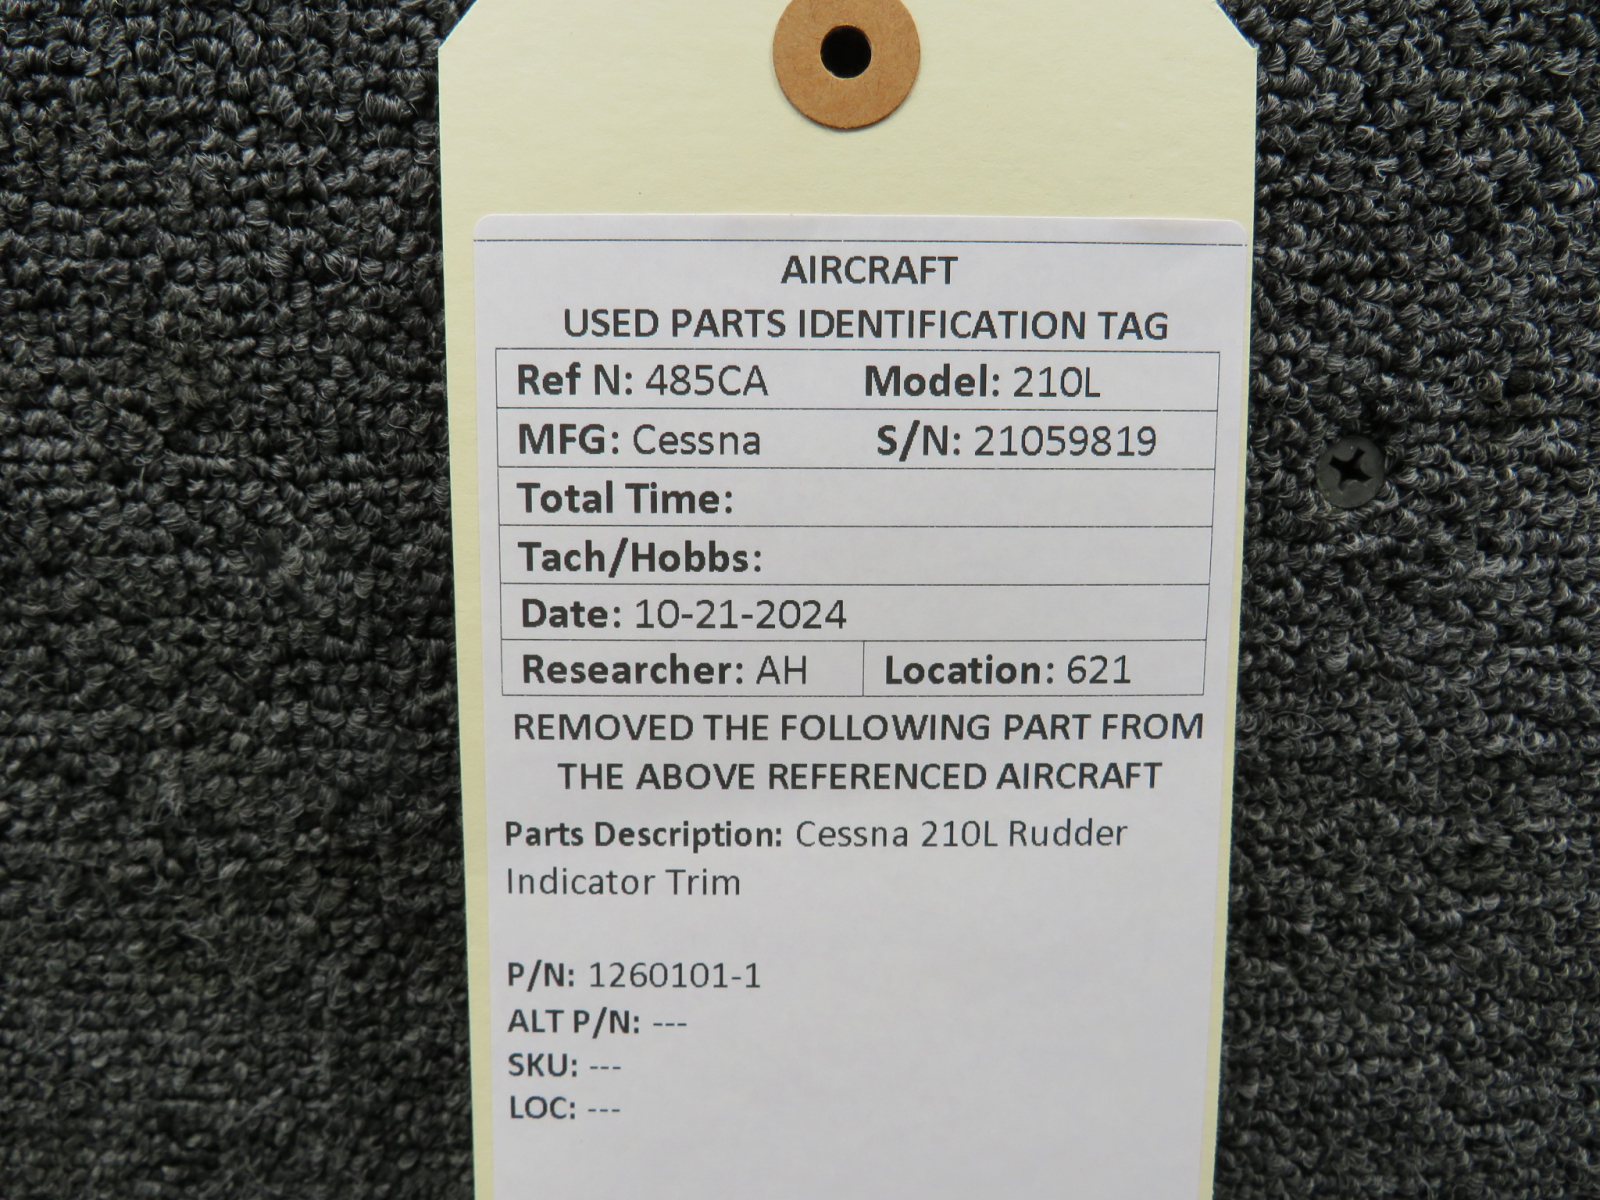 AIRCRAFT
USED PARTS IDENTIFICATION TAG
Ref N: 485CA Model: 210L
MFG: Cessna S/N: 21059819
Total Time:
Tach/Hobbs:
Date: 10-21-2024
Researcher: AH Location: 621
REMOVED THE FOLLOWING PART FROM
THE ABOVE REFERENCED AIRCRAFT
Parts Description: Cessna 210L Rudder
Indicator Trim
P/N: 1260101-1
ALT P/N: ---
SKU: ---
LOC: ---